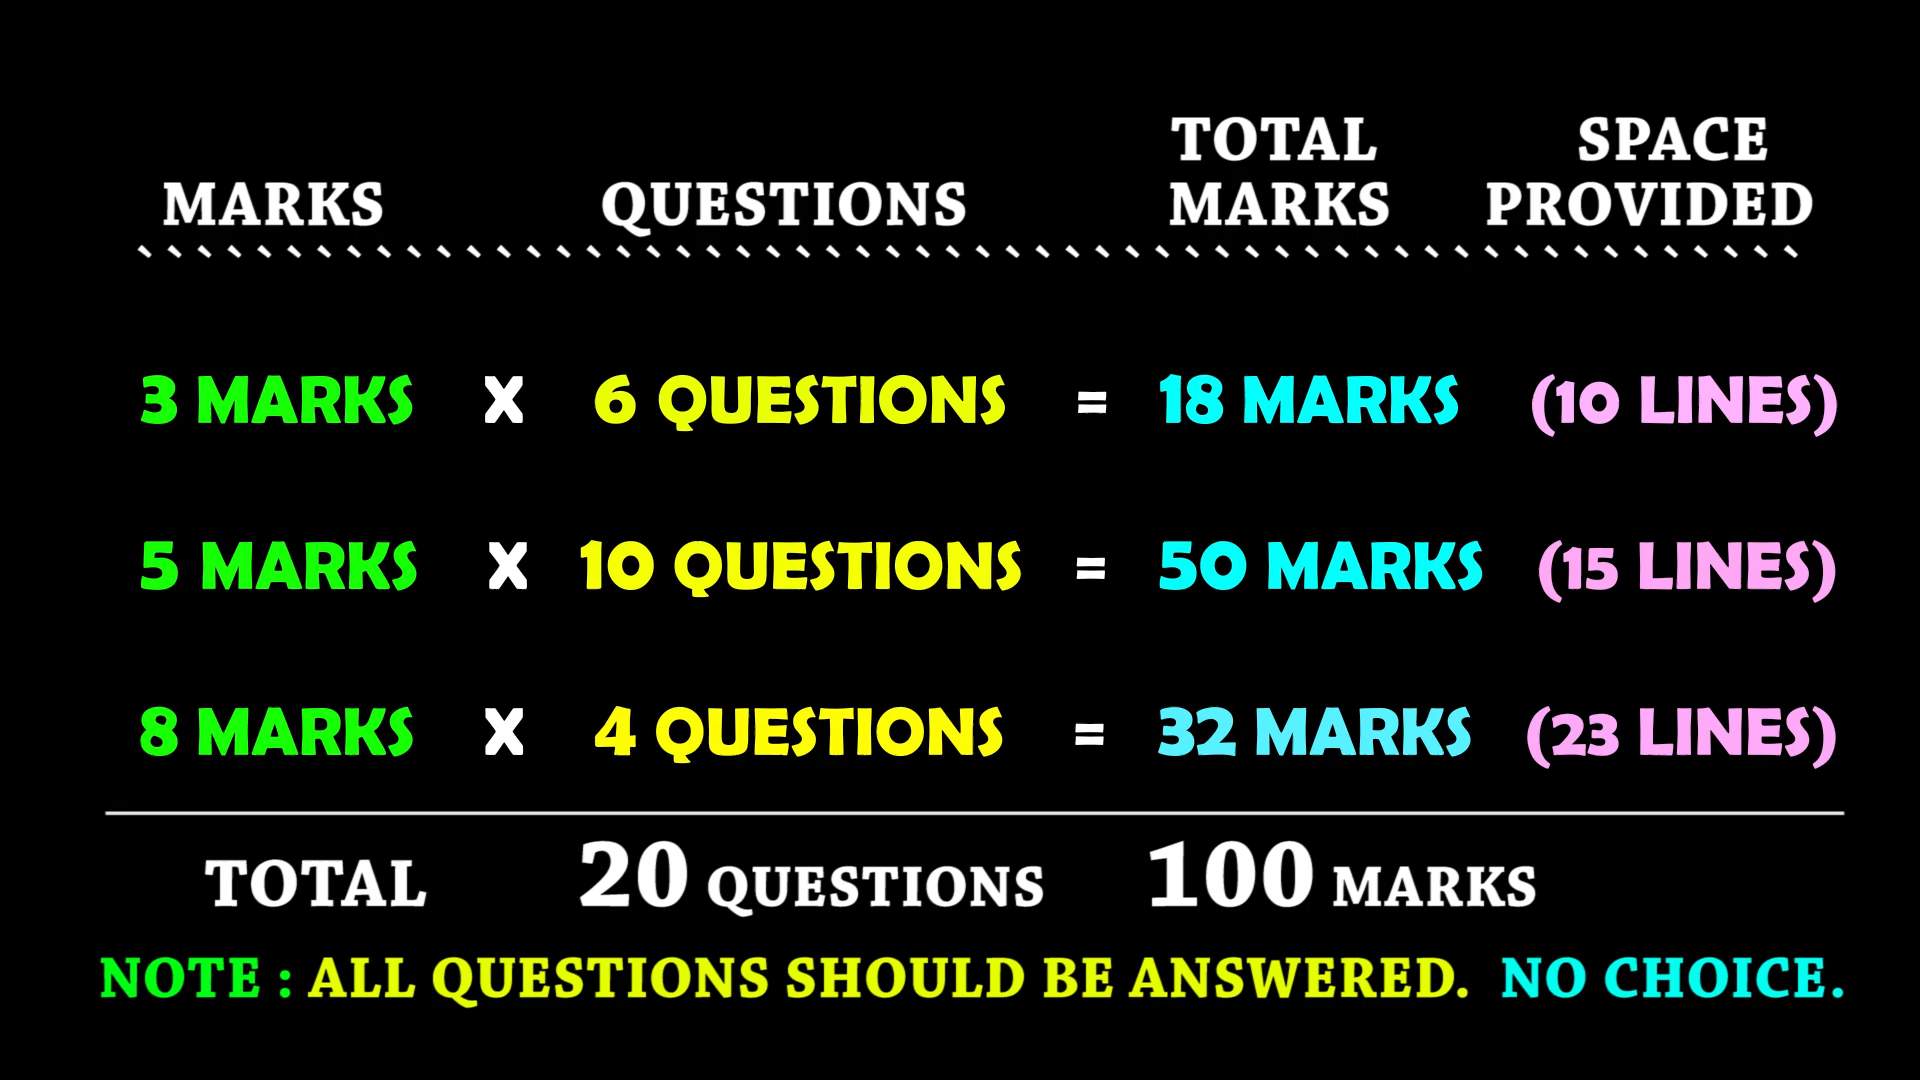 MARKS QUESTIONS TOTAL MARKS SPACE PROVIDED
3 MARKS X 6 QUESTIONS = 18 MARKS (10 LINES)
5 MARKS X 10 QUESTIONS = 50 MARKS (15 LINES)
8 MARKS X 4 QUESTIONS = 32 MARKS (23 LINES)
TOTAL 20 QUESTIONS 100 MARKS
NOTE : ALL QUESTIONS SHOULD BE ANSWERED. NO CHOICE.